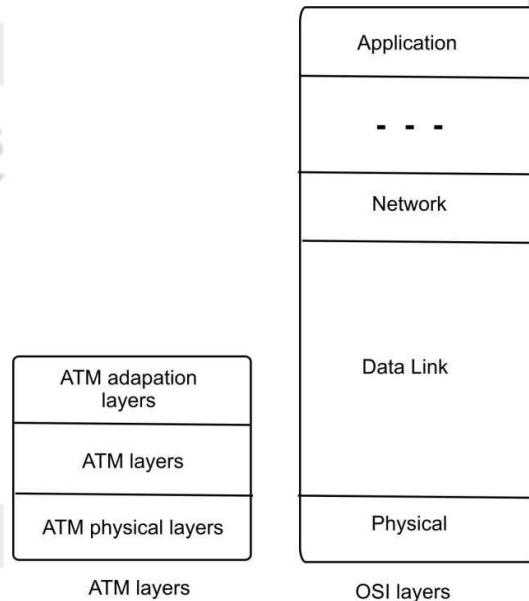 Application
- - -
Network
Data Link
Physical
OSI layers
ATM adapation
layers
ATM layers
ATM physical layers
ATM layers